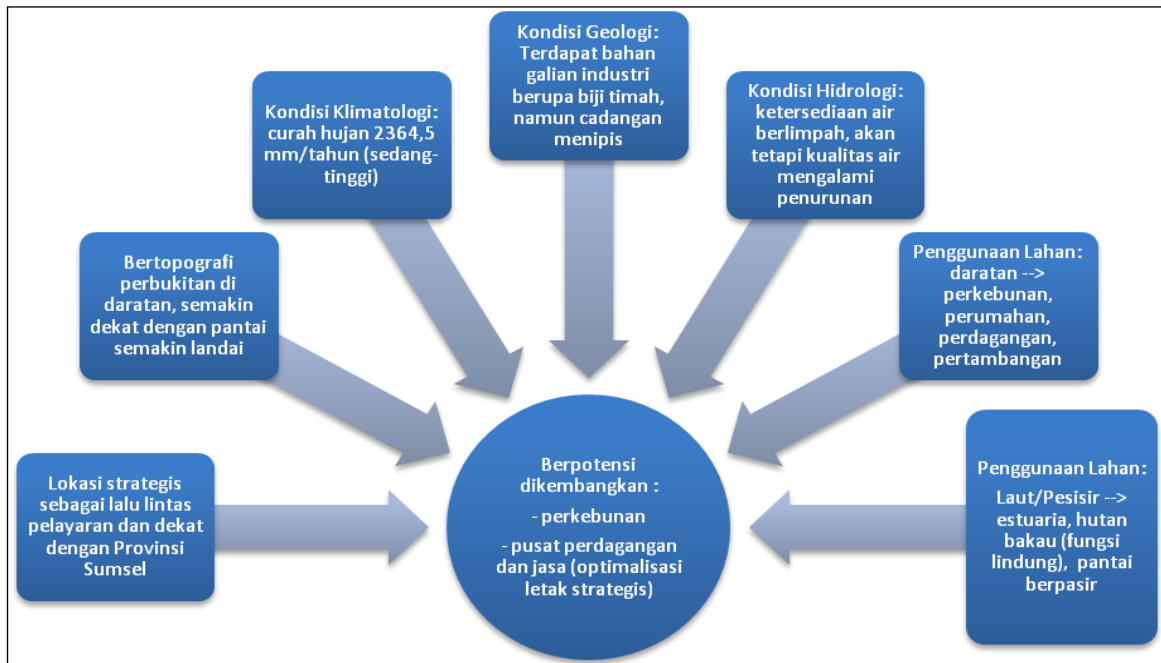 Kondisi Geologi:
Terdapat bahan
galian industri
berupa biji timah,
namun cadangan
menipis
Kondisi Klimatologi:
curah hujan 2364,5
mm/tahun (sedang-
tinggi)
Kondisi Hidrologi:
ketersediaan air
berlimpah, akan
tetapi kualitas air
mengalami
penurunan
Bertopografi
perbukitan di
daratan, semakin
dekat dengan pantai
semakin landai
Penggunaan Lahan:
daratan -->
perkebunan,
perumahan,
perdagangan,
pertambangan
Lokasi strategis
sebagai lalu lintas
pelayaran dan dekat
dengan Provinsi
Sumsel
Berpotensi
dikembangkan :
- perkebunan
- pusat perdagangan
dan jasa (optimalisasi
letak strategis)
Penggunaan Lahan:
Laut/Pesisir -->
estuaria, hutan
bakau (fungsi
lindung), pantai
berpasir